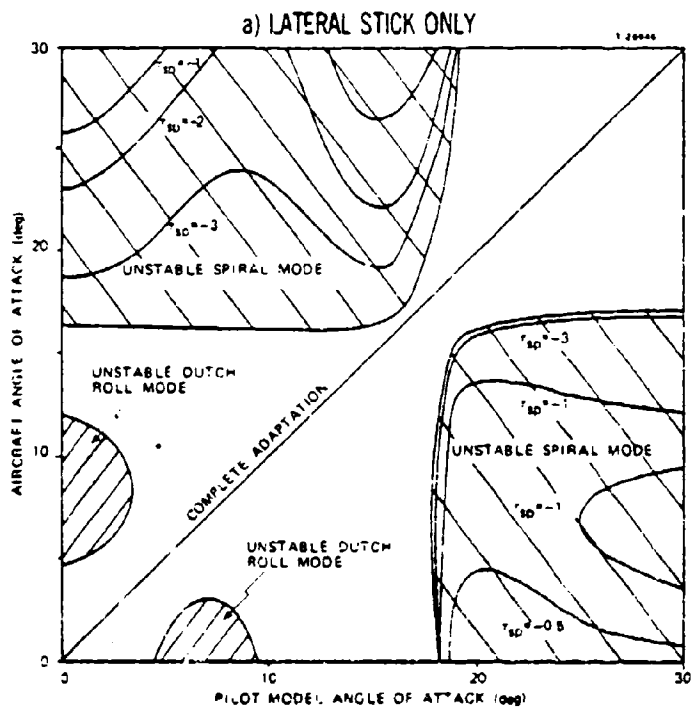 a) LATERAL STICK ONLY
30
τsp=-1
τsp=-2
τsp=-3
20
UNSTABLE SPIRAL MODE
UNSTABLE DUTCH
ROLL MODE
10
COMPLETE ADAPTATION
UNSTABLE DUTCH
ROLL MODE
τsp=-3
τsp=-1
UNSTABLE SPIRAL MODE
τsp=-1
τsp=-0.5
0
0
10
20
30
AIRCRAFT ANGLE OF ATTACK (deg)
PILOT MODEL ANGLE OF ATTACK (deg)